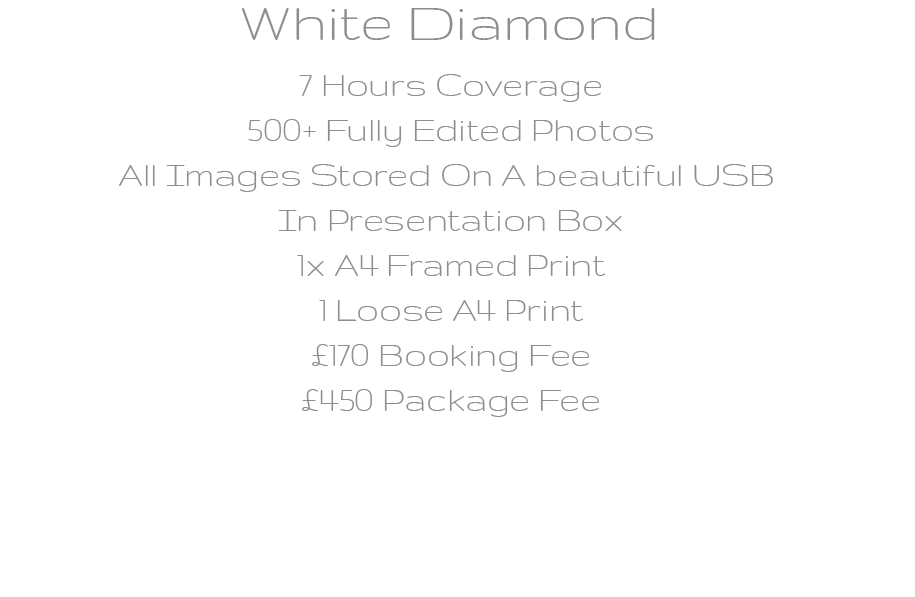 White Diamond
7 Hours Coverage
500+ Fully Edited Photos
All Images Stored On A beautiful USB
In Presentation Box
1x A4 Framed Print
1 Loose A4 Print
£170 Booking Fee
£450 Package Fee